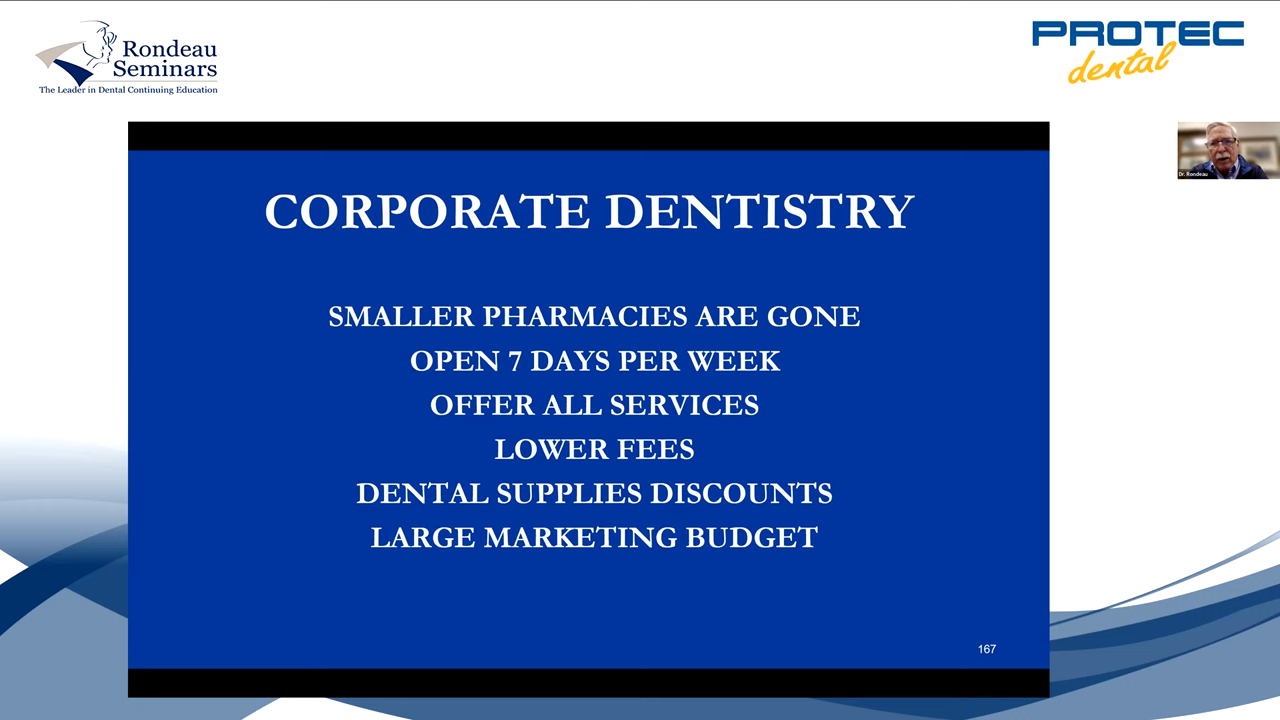 Rondeau
Seminars
The Leader in Dental Continuing Education
PROTEC
dental
Dr. Rondeau
CORPORATE DENTISTRY
SMALLER PHARMACIES ARE GONE
OPEN 7 DAYS PER WEEK
OFFER ALL SERVICES
LOWER FEES
DENTAL SUPPLIES DISCOUNTS
LARGE MARKETING BUDGET
167